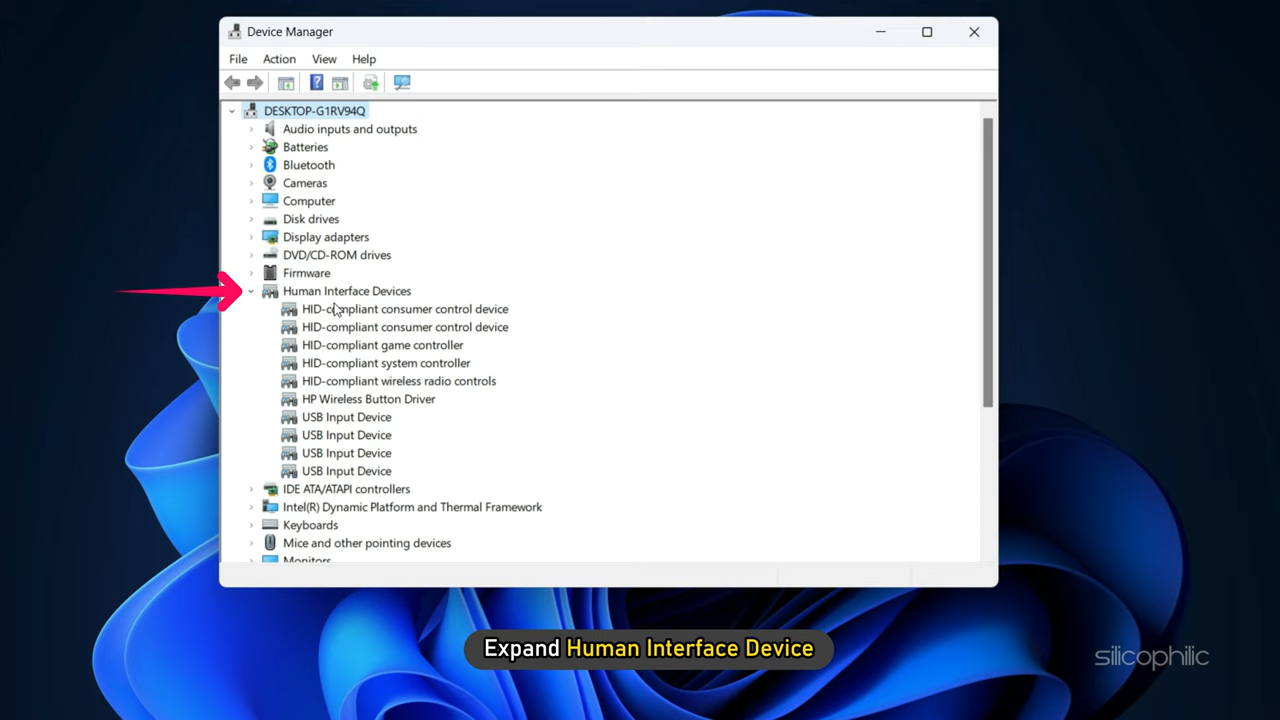 Device Manager
File Action View Help
DESKTOP-G1RV94Q
Audio inputs and outputs
Batteries
Bluetooth
Cameras
Computer
Disk drives
Display adapters
DVD/CD-ROM drives
Firmware
Human Interface Devices
HID-compliant consumer control device
HID-compliant consumer control device
HID-compliant game controller
HID-compliant system controller
HID-compliant wireless radio controls
HP Wireless Button Driver
USB Input Device
USB Input Device
USB Input Device
USB Input Device
IDE ATA/ATAPI controllers
Intel(R) Dynamic Platform and Thermal Framework
Keyboards
Mice and other pointing devices
Monitors
Expand Human Interface Device
silicophilic